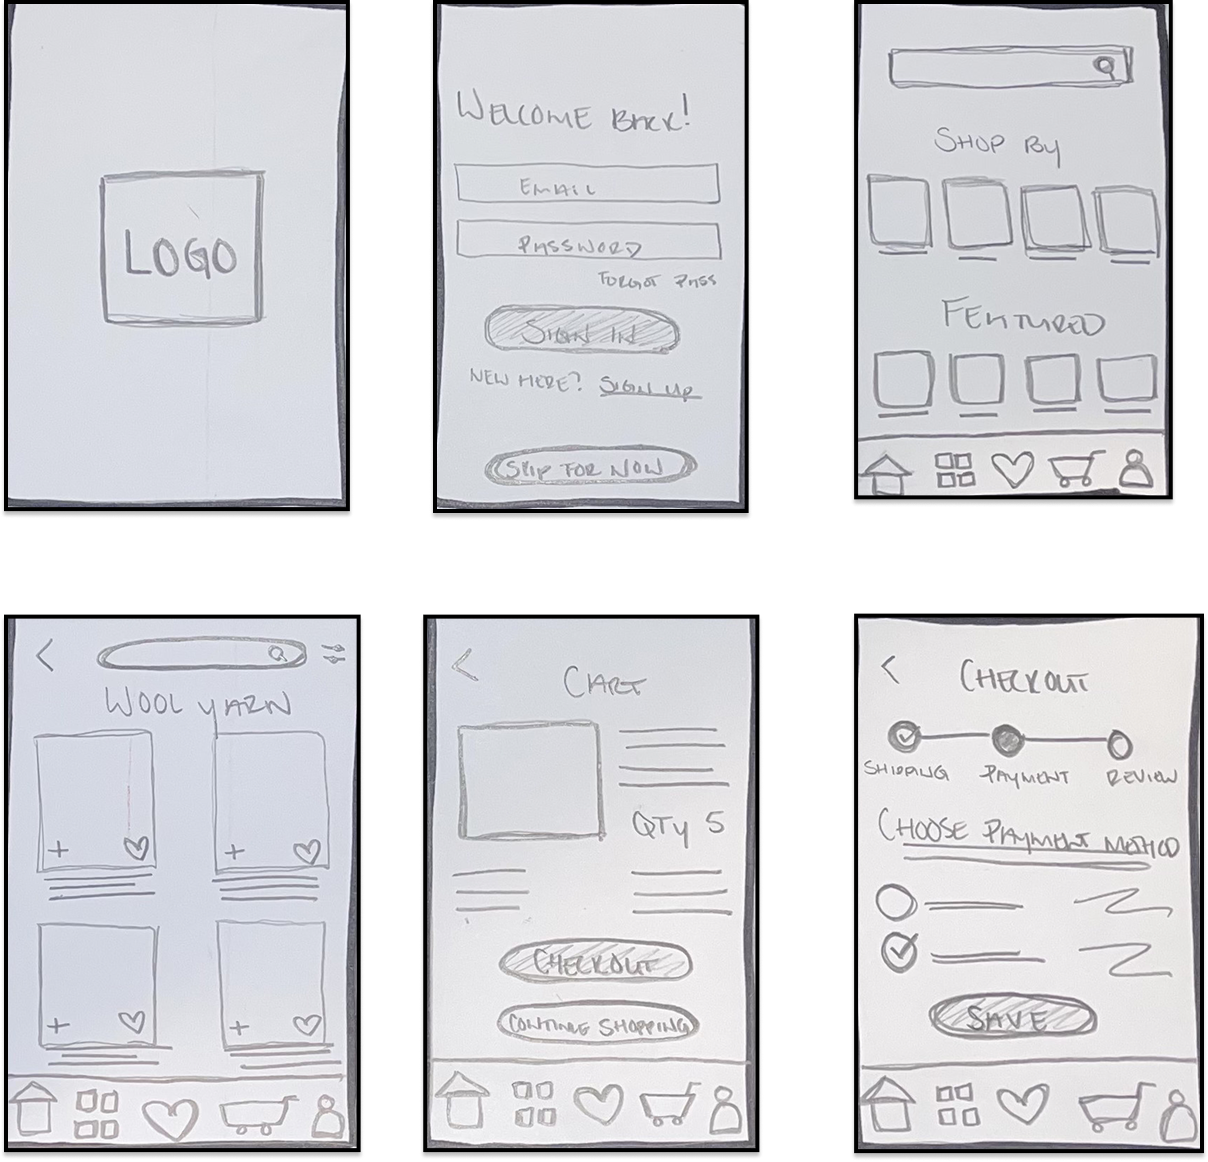 LOGO
WELCOME BACK!
EMAIL
PASSWORD
FORGOT PASS
SIGN IN
NEW HERE? SIGN UP
SKIP FOR NOW
SHOP BY
FEATURED
WOOL YARN
CART
QTY 5
CHECKOUT
CONTINUE SHOPPING
CHECKOUT
SHIPPING PAYMENT REVIEW
CHOOSE PAYMENT METHOD
SAVE